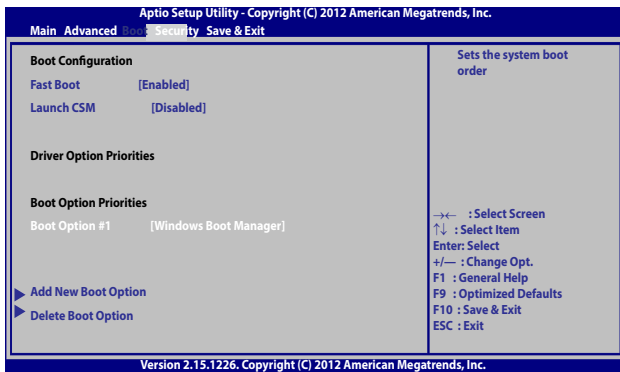 Aptio Setup Utility - Copyright (C) 2012 American Megatrends, Inc.
Main Advanced Boot Security Save & Exit
Boot Configuration
Fast Boot [Enabled]
Launch CSM [Disabled]
Driver Option Priorities
Boot Option Priorities
Boot Option #1 [Windows Boot Manager]
Add New Boot Option
Delete Boot Option
Sets the system boot
order
→← : Select Screen
↑↓ : Select Item
Enter: Select
+/— : Change Opt.
F1 : General Help
F9 : Optimized Defaults
F10 : Save & Exit
ESC : Exit
Version 2.15.1226. Copyright (C) 2012 American Megatrends, Inc.